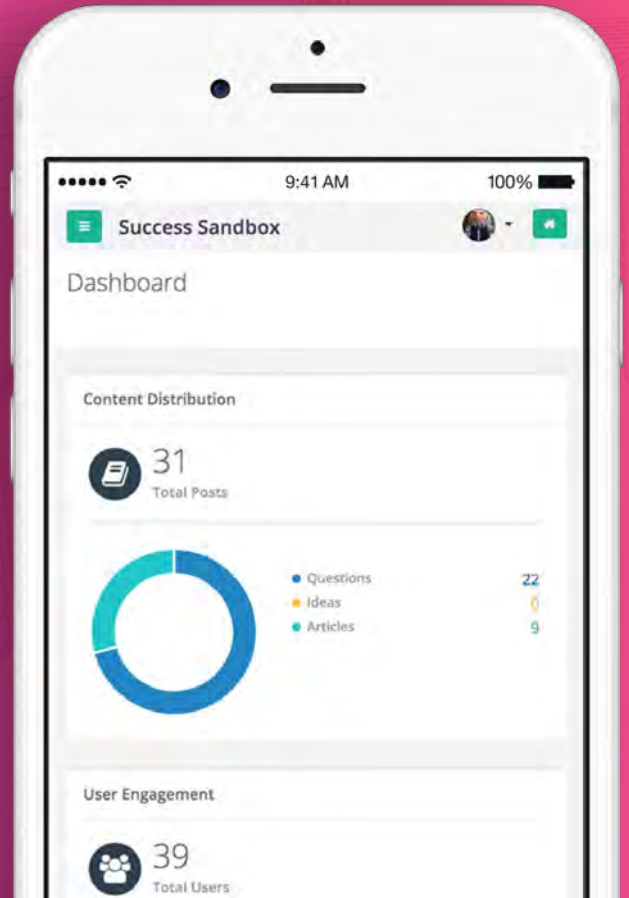 9:41 AM 100%
Success Sandbox
Dashboard
Content Distribution
31
Total Posts
Questions 22
Ideas 0
Articles 9
User Engagement
39
Total Users